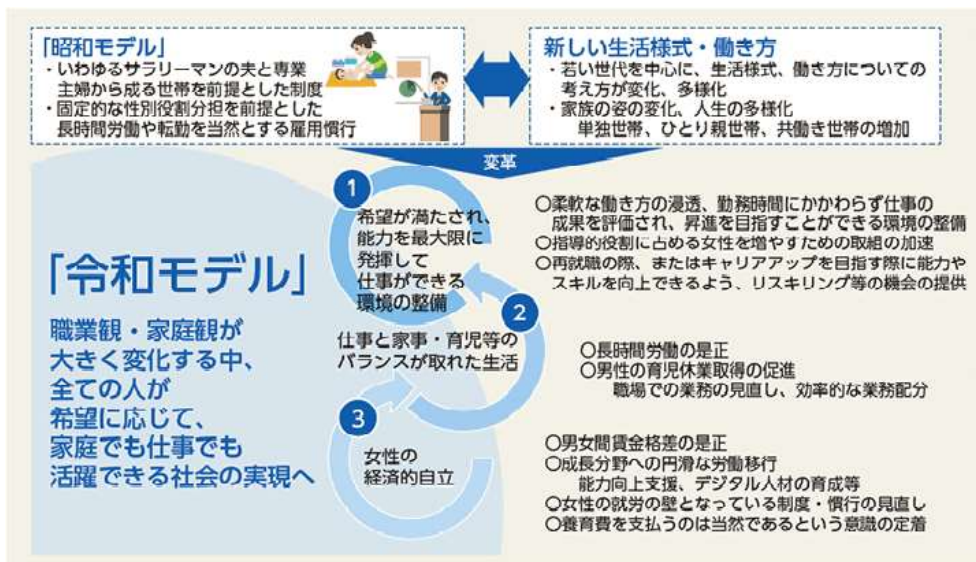 「昭和モデル」
・いわゆるサラリーマンの夫と専業
主婦から成る世帯を前提とした制度
・固定的な性別役割分担を前提とした
長時間労働や転勤を当然とする雇用慣行
新しい生活様式・働き方
・若い世代を中心に、生活様式、働き方についての
考え方が変化、多様化
・家族の姿の変化、人生の多様化
単独世帯、ひとり親世帯、共働き世帯の増加
変革
「令和モデル」
職業観・家庭観が
大きく変化する中、
全ての人が
希望に応じて、
家庭でも仕事でも
活躍できる社会の実現へ
1
希望が満たされ、
能力を最大限に
発揮して
仕事ができる
環境の整備
○柔軟な働き方の浸透、勤務時間にかかわらず仕事の
成果を評価され、昇進を目指すことができる環境の整備
○指導的役割に占める女性を増やすための取組の加速
○再就職の際、またはキャリアアップを目指す際に能力や
スキルを向上できるよう、リスキリング等の機会の提供
2
仕事と家事・育児等の
バランスが取れた生活
○長時間労働の是正
○男性の育児休業取得の促進
職場での業務の見直し、効率的な業務配分
3
女性の
経済的自立
○男女間賃金格差の是正
○成長分野への円滑な労働移行
能力向上支援、デジタル人材の育成等
○女性の就労の壁となっている制度・慣行の見直し
○養育費を支払うのは当然であるという意識の定着